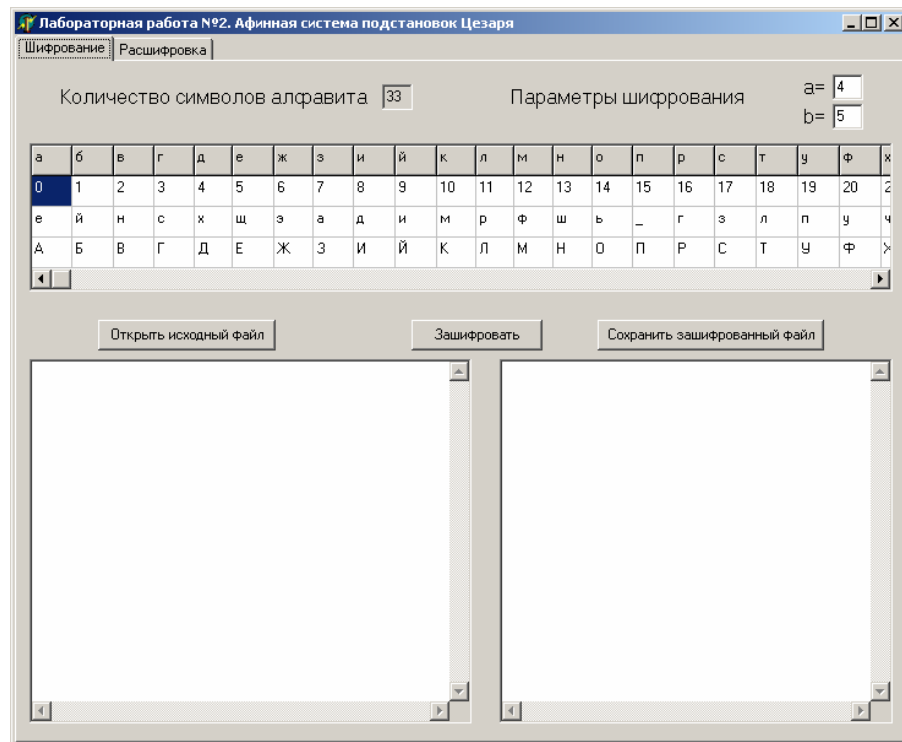 Лабораторная работа №2. Афинная система подстановок Цезаря
Шифрование Расшифровка
Количество символов алфавита 33 Параметры шифрования a= 4
b= 5
а б в г д е ж з и й к л м н о п р с т у ф х
0 1 2 3 4 5 6 7 8 9 10 11 12 13 14 15 16 17 18 19 20 2
е й н с х щ э а д и м р ф ш ь _ г з л п у ч
А Б В Г Д Е Ж З И Й К Л М Н О П Р С Т У Ф Х
Открыть исходный файл Зашифровать Сохранить зашифрованный файл